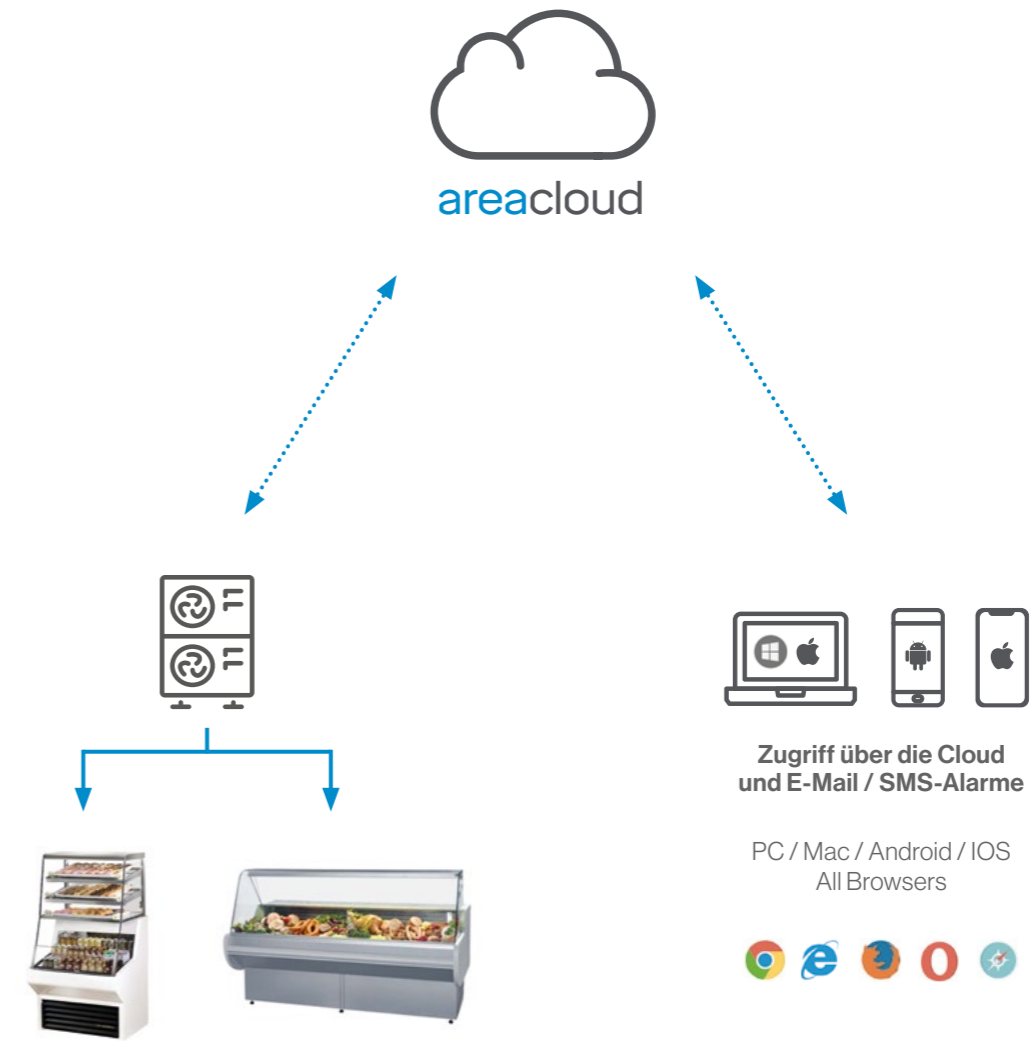 areacloud
Zugriff über die Cloud
und E-Mail / SMS-Alarme
PC / Mac / Android / IOS
All Browsers